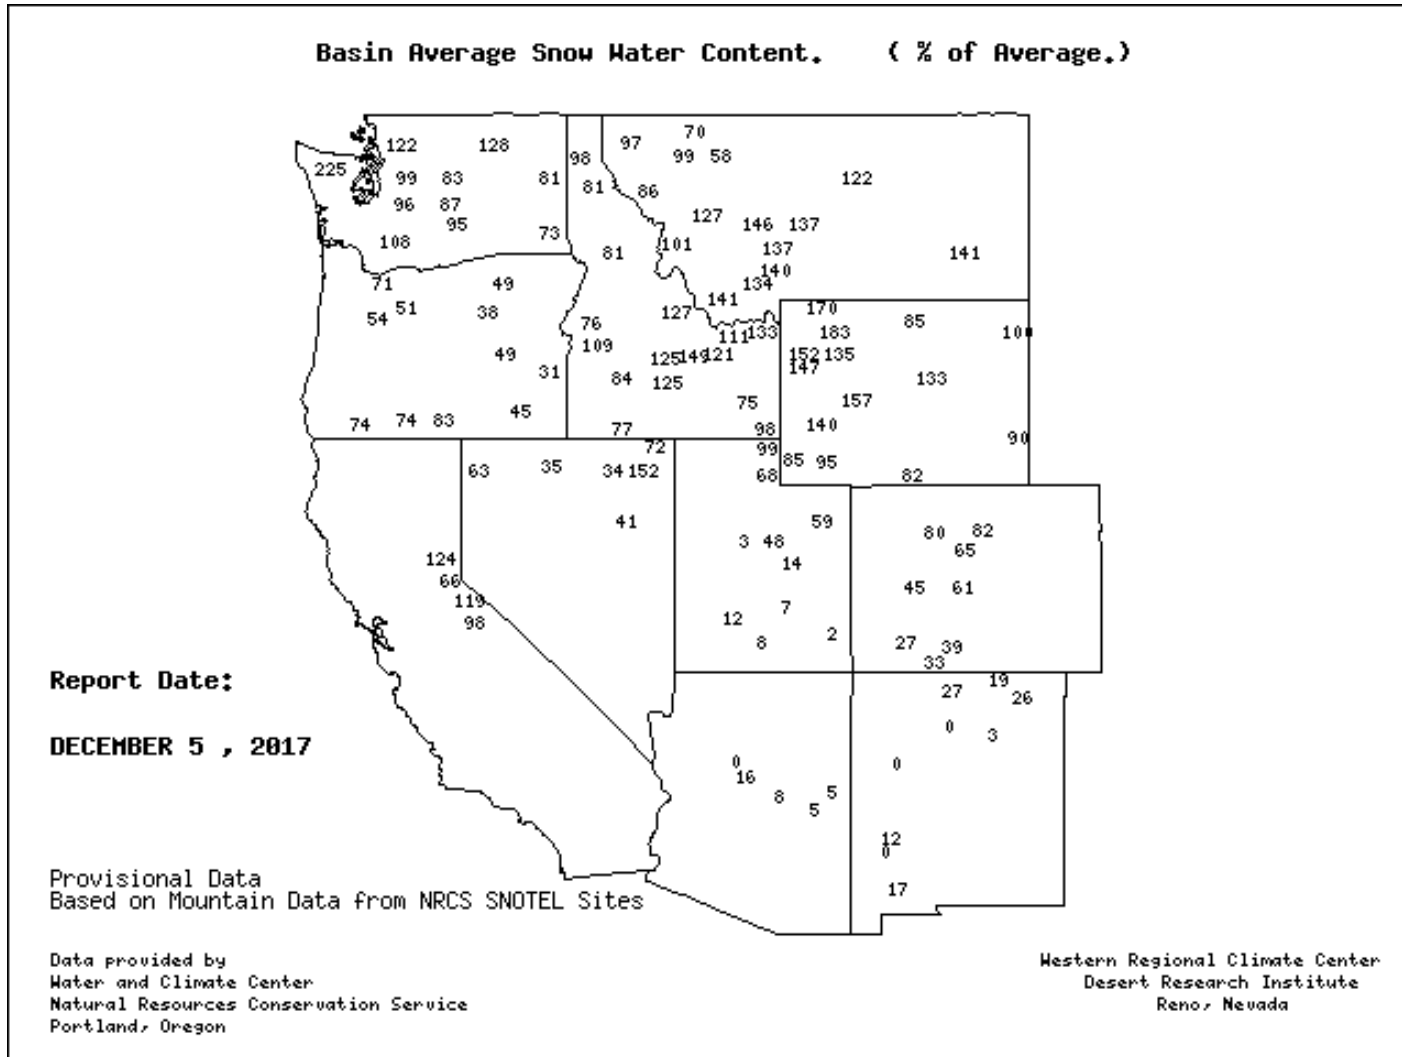 Basin Average Snow Water Content. ( % of Average.)
70
122 128 97
98 99 58
225
99 83 81 122
81 86
96 87
127
95 146 137
73
108 101 137
81 141
140
71 49 134
141
51 38 127 170
54 76 85
111 133 183 10
109
49 125 149 121 152 135
147
31 84 125 133
75 157
45
74 74 83 77 98 140
90
72 99
85 95
63 35 34 152 68 82
41 59
80 82
3 48 65
124 14
66 45 61
119 7
98 12
8 2 27 39
33
Report Date: 19
27 26
0 3
DECEMBER 5 , 2017
0 0
16
8 5
5
12
0
Provisional Data
17
Based on Mountain Data from NRCS SNOTEL Sites
Data provided by
Water and Climate Center
Natural Resources Conservation Service
Portland, Oregon
Western Regional Climate Center
Desert Research Institute
Reno, Nevada